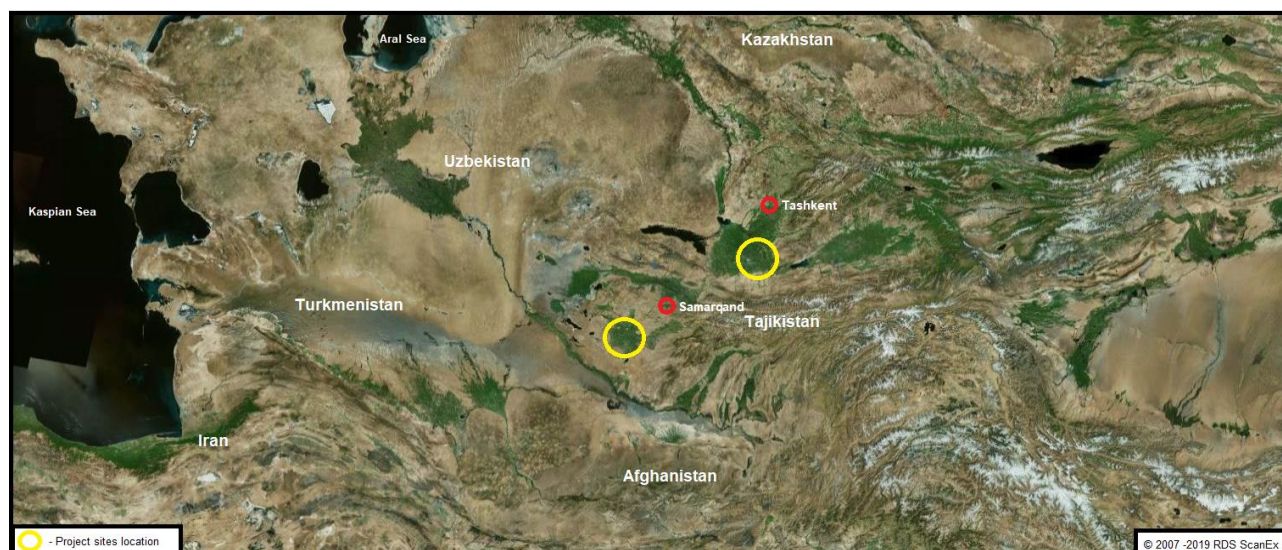 Aral Sea
Kazakhstan
Uzbekistan
Kaspian Sea
Tashkent
Turkmenistan
Samarqand
Tajikistan
Iran
Afghanistan
- Project sites location
© 2007 -2019 RDS ScanEx